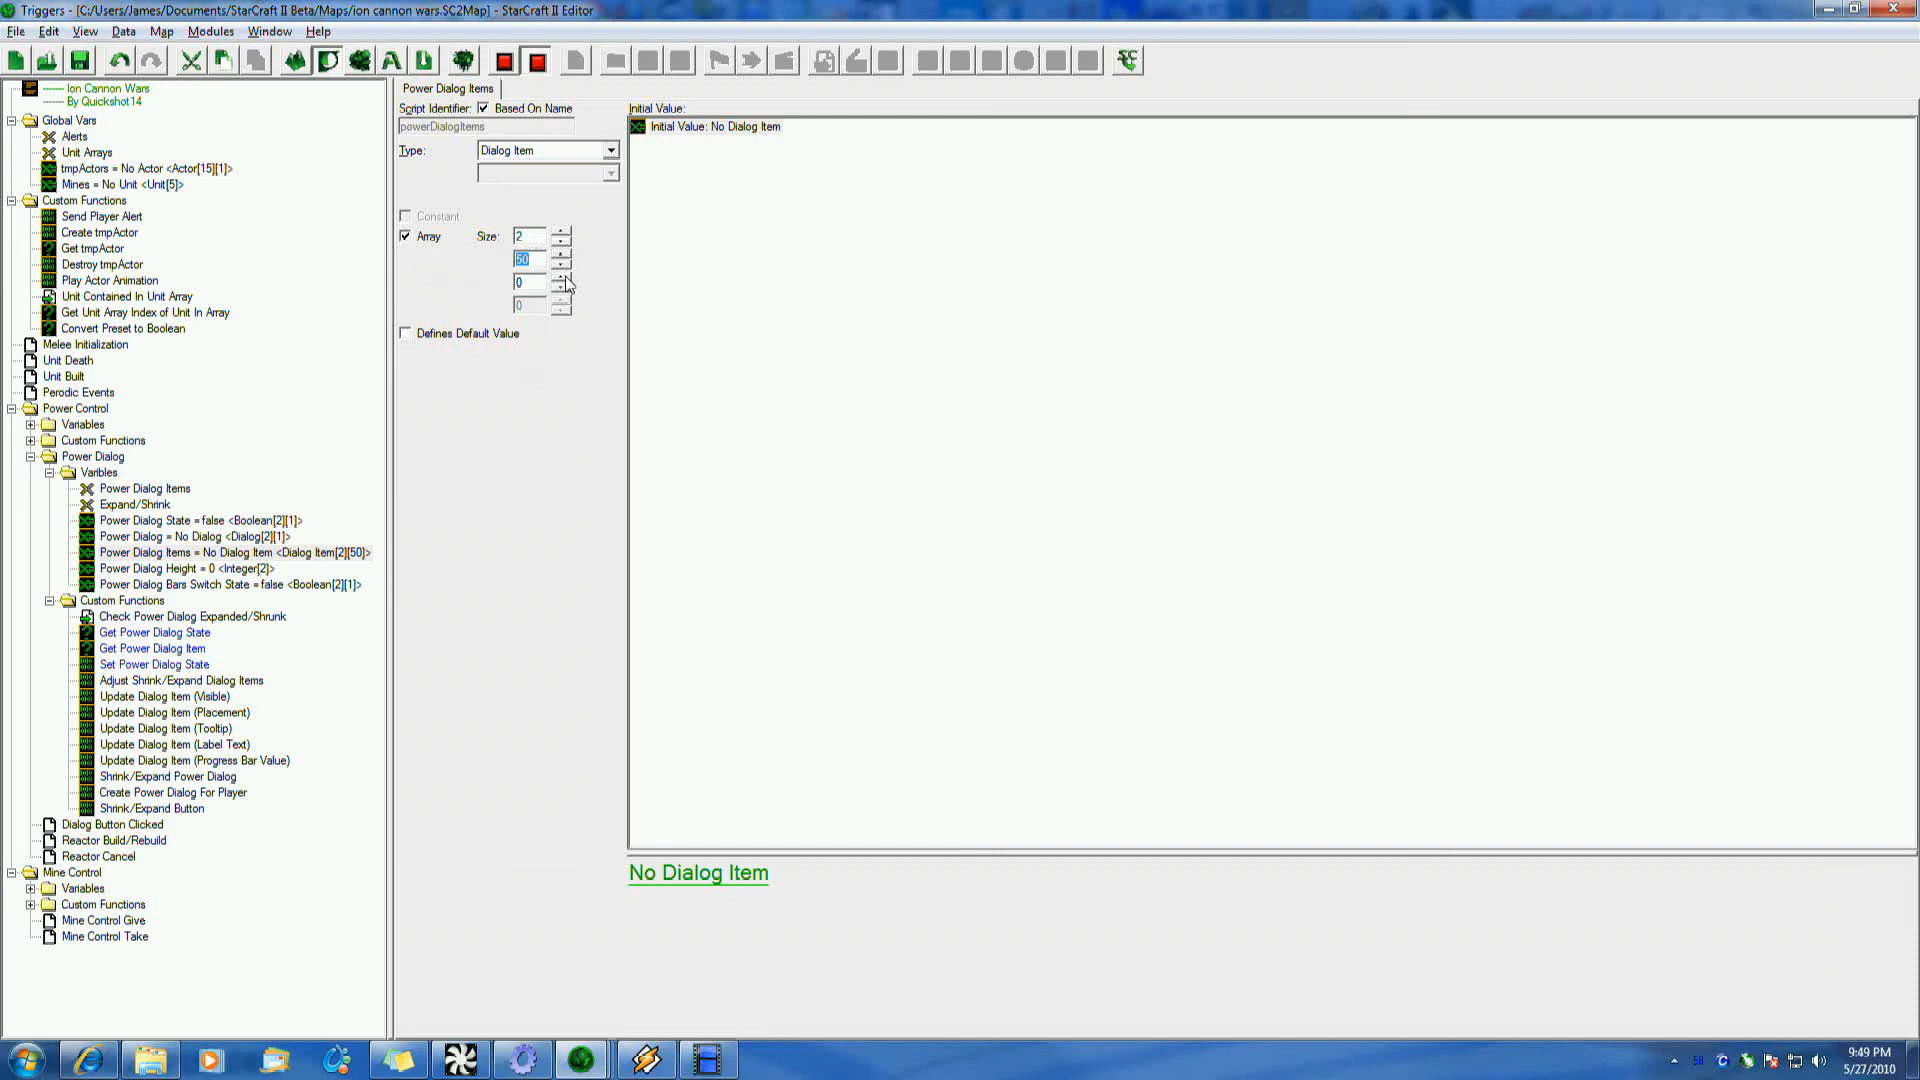 Triggers - [C:/Users/James/Documents/StarCraft II Beta/Maps/ion cannon wars.SC2Map] - StarCraft II Editor
File Edit View Data Map Modules Window Help
------ Ion Cannon Wars
------ By Quickshot14
Global Vars
Alerts
Unit Arrays
tmpActors = No Actor <Actor[15][1]>
Mines = No Unit <Unit[5]>
Custom Functions
Send Player Alert
Create tmpActor
Get tmpActor
Destroy tmpActor
Play Actor Animation
Unit Contained In Unit Array
Get Unit Array Index of Unit In Array
Convert Preset to Boolean
Melee Initialization
Unit Death
Unit Built
Perodic Events
Power Control
Variables
Custom Functions
Power Dialog
Varibles
Power Dialog Items
Expand/Shrink
Power Dialog State = false <Boolean[2][1]>
Power Dialog = No Dialog <Dialog[2][1]>
Power Dialog Items = No Dialog Item <Dialog Item[2][50]>
Power Dialog Height = 0 <Integer[2]>
Power Dialog Bars Switch State = false <Boolean[2][1]>
Custom Functions
Check Power Dialog Expanded/Shrunk
Get Power Dialog State
Get Power Dialog Item
Set Power Dialog State
Adjust Shrink/Expand Dialog Items
Update Dialog Item (Visible)
Update Dialog Item (Placement)
Update Dialog Item (Tooltip)
Update Dialog Item (Label Text)
Update Dialog Item (Progress Bar Value)
Shrink/Expand Power Dialog
Create Power Dialog For Player
Shrink/Expand Button
Dialog Button Clicked
Reactor Build/Rebuild
Reactor Cancel
Mine Control
Variables
Custom Functions
Mine Control Give
Mine Control Take
Power Dialog Items
Script Identifier: Based On Name
powerDialogItems
Type: Dialog Item
Constant
Array Size: 2
50
0
0
Defines Default Value
Initial Value:
Initial Value: No Dialog Item
No Dialog Item
9:49 PM
5/27/2010